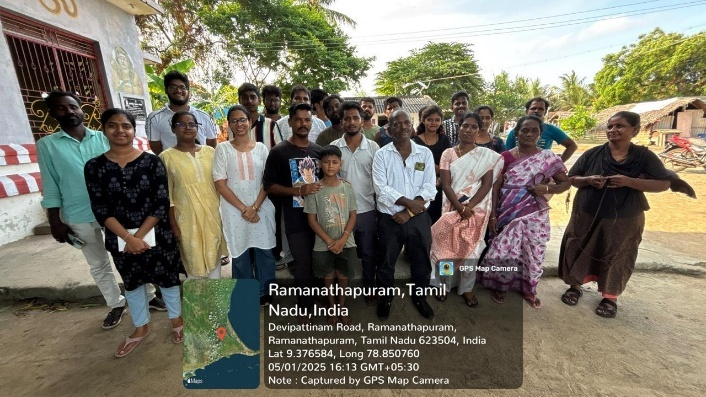 GPS Map Camera
Ramanathapuram,Tamil
Nadu,India
Devipattinam Road, Ramanathapuram,
Ramanathapuram, Tamil Nadu 623504, India
Lat 9.376584, Long 78.850760
05/01/2025 16:13 GMT+05:30
Note : Captured by GPS Map Camera
Maps